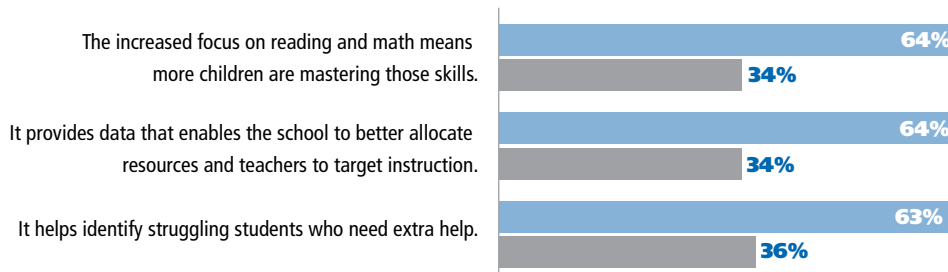 The increased focus on reading and math means
more children are mastering those skills.
64%
34%
It provides data that enables the school to better allocate
resources and teachers to target instruction.
64%
34%
It helps identify struggling students who need extra help.
63%
36%